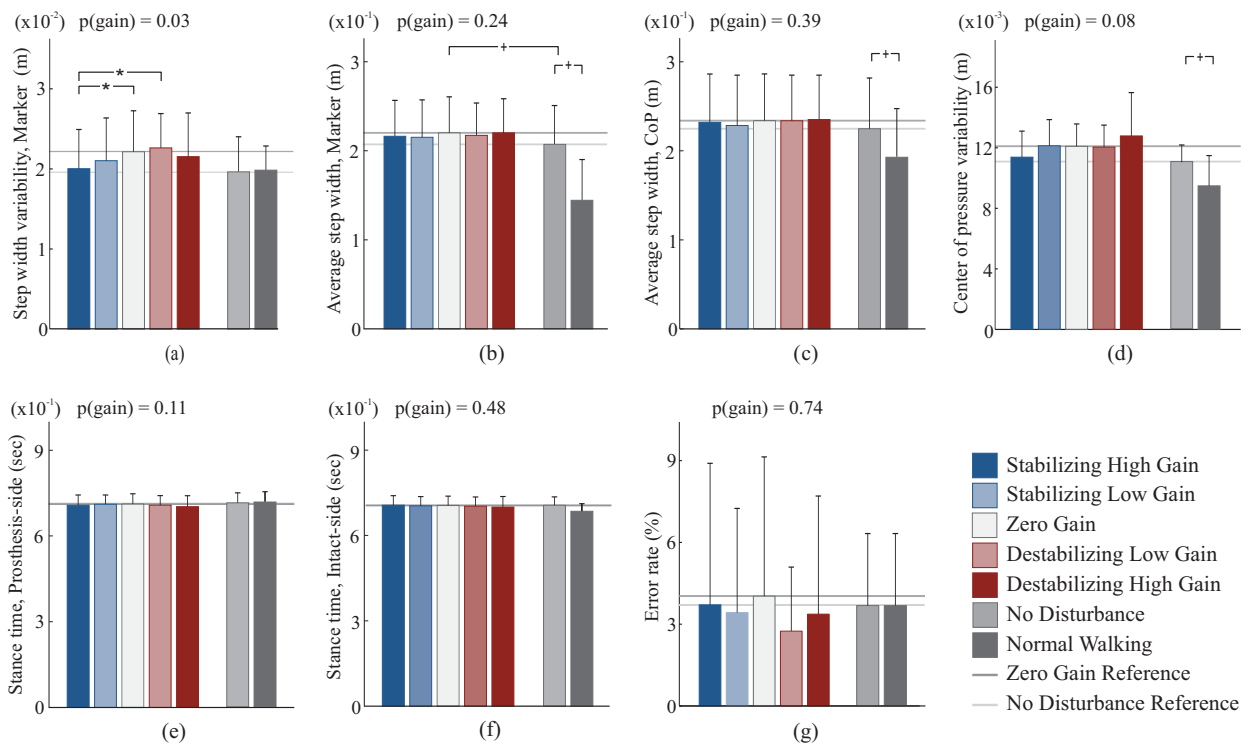 (x10⁻²) p(gain) = 0.03
Step width variability, Marker (m)
3
2
1
0
*
*
(a)
(x10⁻¹) p(gain) = 0.24
Average step width, Marker (m)
3
2
1
0
+
+
(b)
(x10⁻¹) p(gain) = 0.39
Average step width, CoP (m)
3
2
1
0
+
(c)
(x10⁻³) p(gain) = 0.08
Center of pressure variability (m)
16
12
8
4
0
+
(d)
(x10⁻¹) p(gain) = 0.11
Stance time, Prosthesis-side (sec)
9
6
3
0
(e)
(x10⁻¹) p(gain) = 0.48
Stance time, Intact-side (sec)
9
6
3
0
(f)
p(gain) = 0.74
Error rate (%)
9
6
3
0
(g)
Stabilizing High Gain
Stabilizing Low Gain
Zero Gain
Destabilizing Low Gain
Destabilizing High Gain
No Disturbance
Normal Walking
Zero Gain Reference
No Disturbance Reference